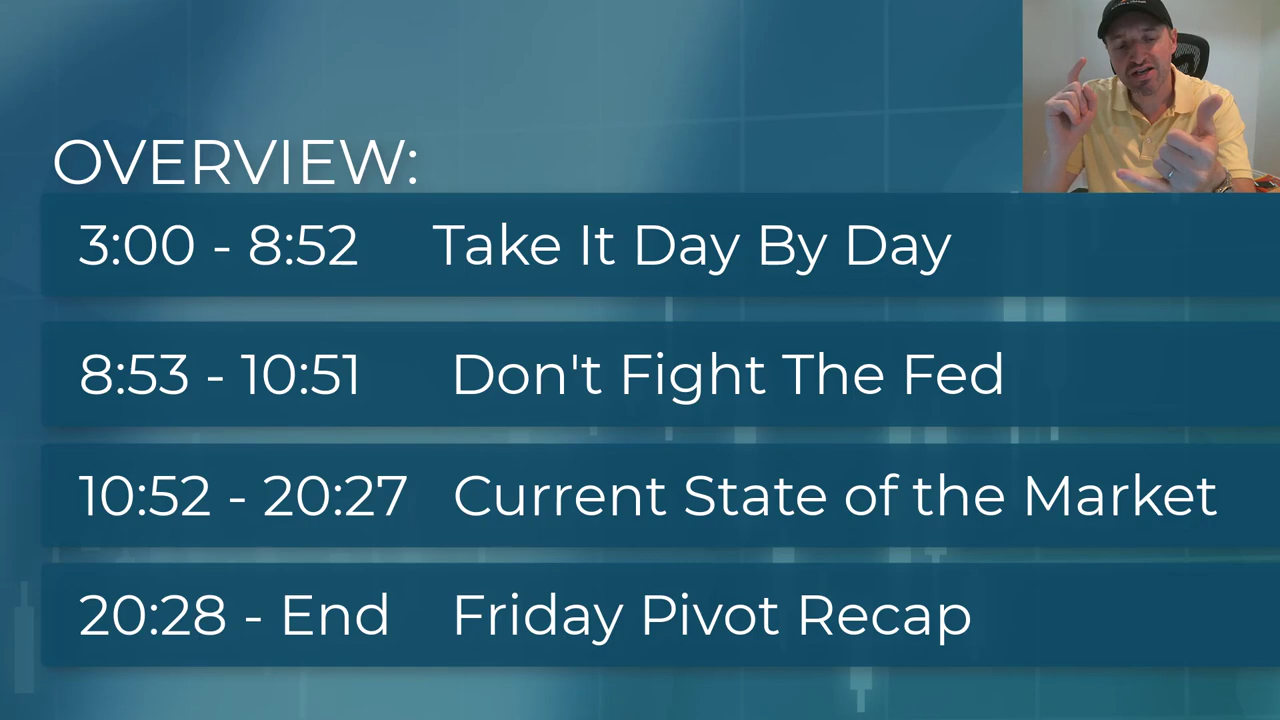 OVERVIEW:
3:00 - 8:52 Take It Day By Day
8:53 - 10:51 Don't Fight The Fed
10:52 - 20:27 Current State of the Market
20:28 - End Friday Pivot Recap